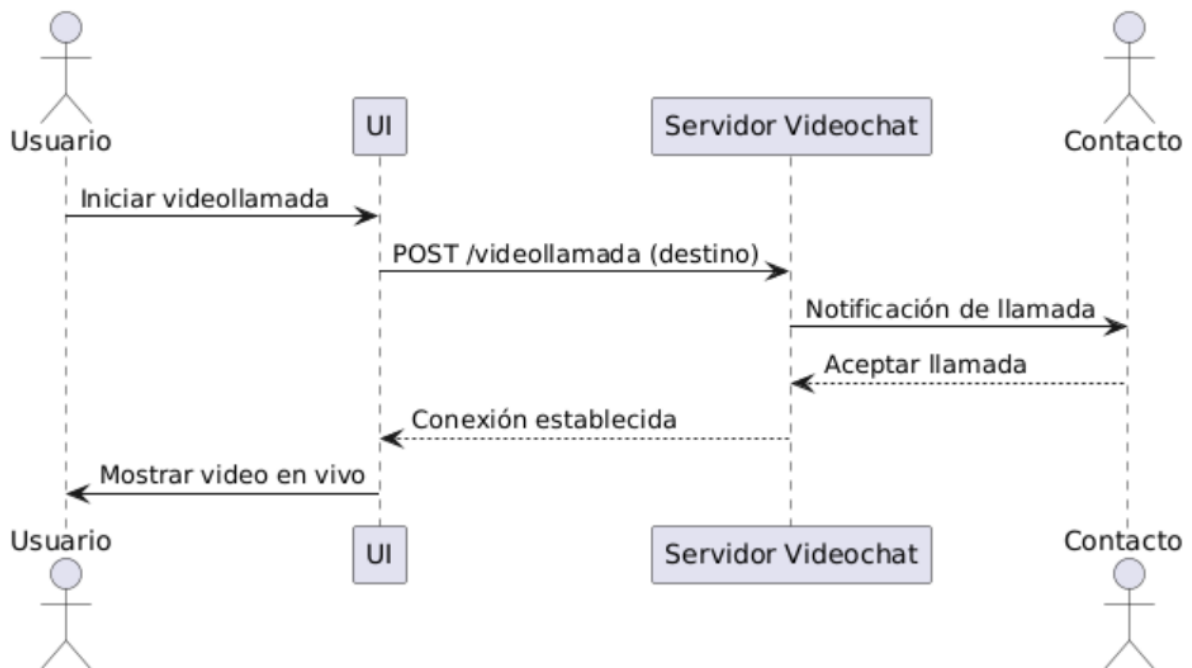 Usuario
UI
Servidor Videochat
Contacto
Iniciar videollamada
POST /videollamada (destino)
Notificación de llamada
Aceptar llamada
Conexión establecida
Mostrar video en vivo
Usuario
UI
Servidor Videochat
Contacto